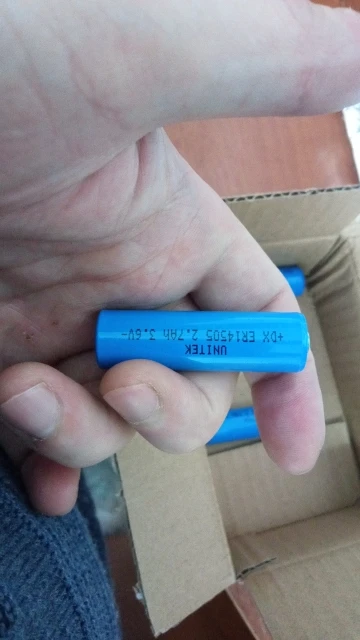 UNITEK
+DX ER14505 2.7Ah 3.6V-